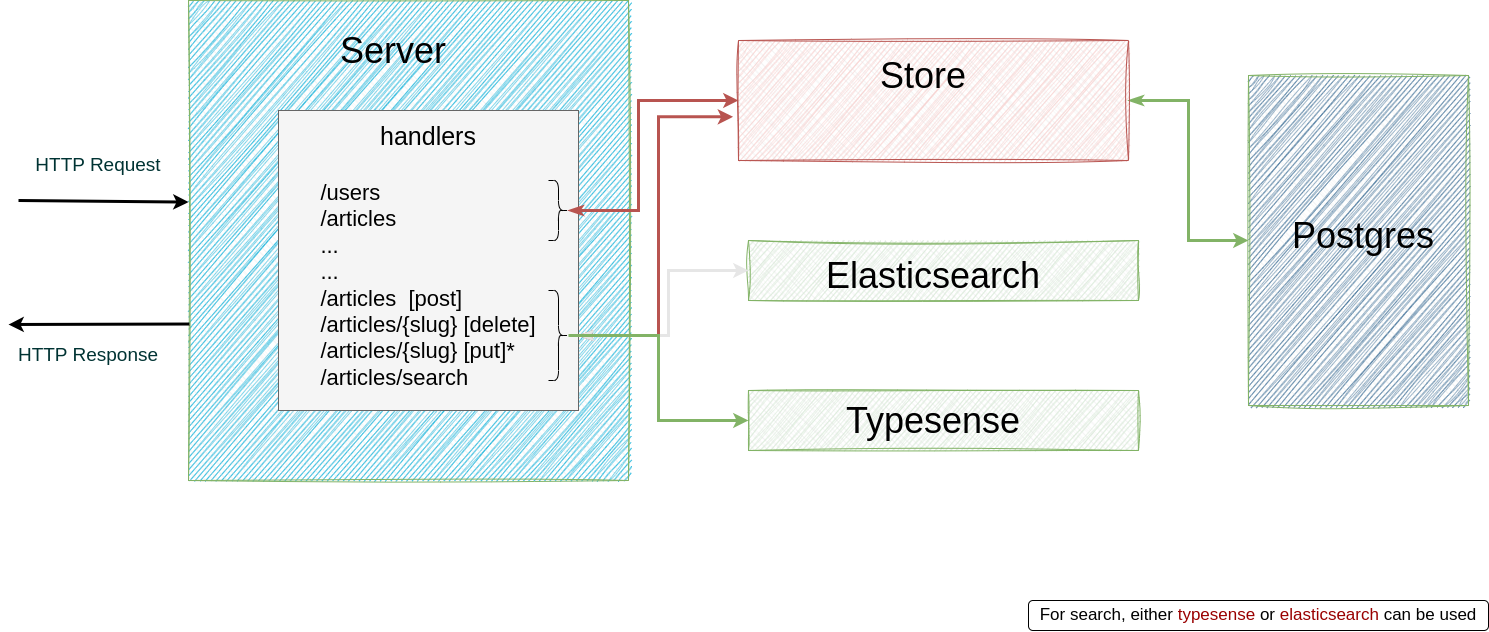 Server
handlers
HTTP Request
/users
/articles
...
...
/articles  [post]
/articles/{slug} [delete]
/articles/{slug} [put]*
/articles/search
HTTP Response
Store
Elasticsearch
Typesense
Postgres
For search, either typesense or elasticsearch can be used